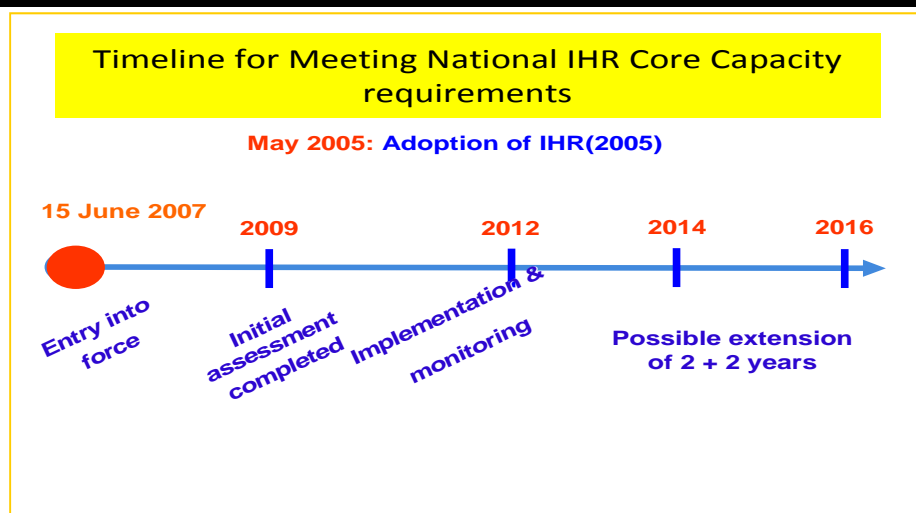 Timeline for Meeting National IHR Core Capacity
requirements
May 2005: Adoption of IHR(2005)
15 June 2007
2009
2012
2014
2016
Entry into
force
Initial
assessment
completed
Implementation &
monitoring
Possible extension
of 2 + 2 years